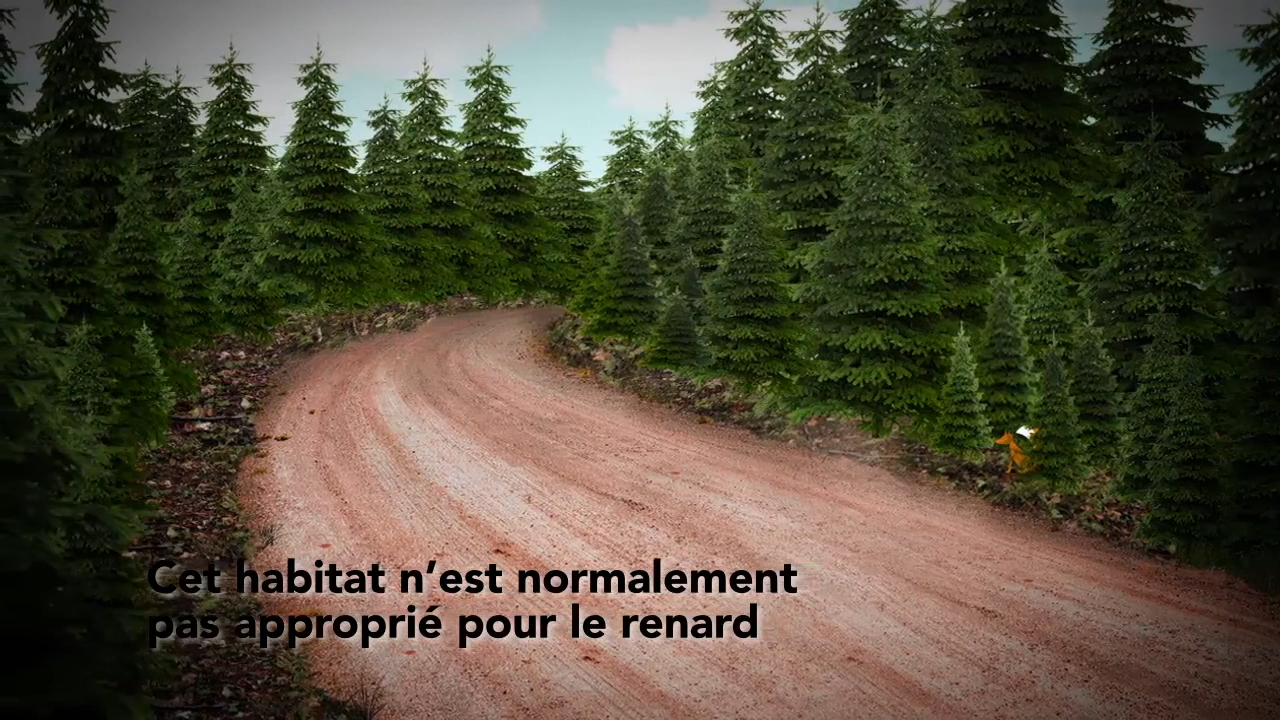 Cet habitat n’est normalement
pas approprié pour le renard